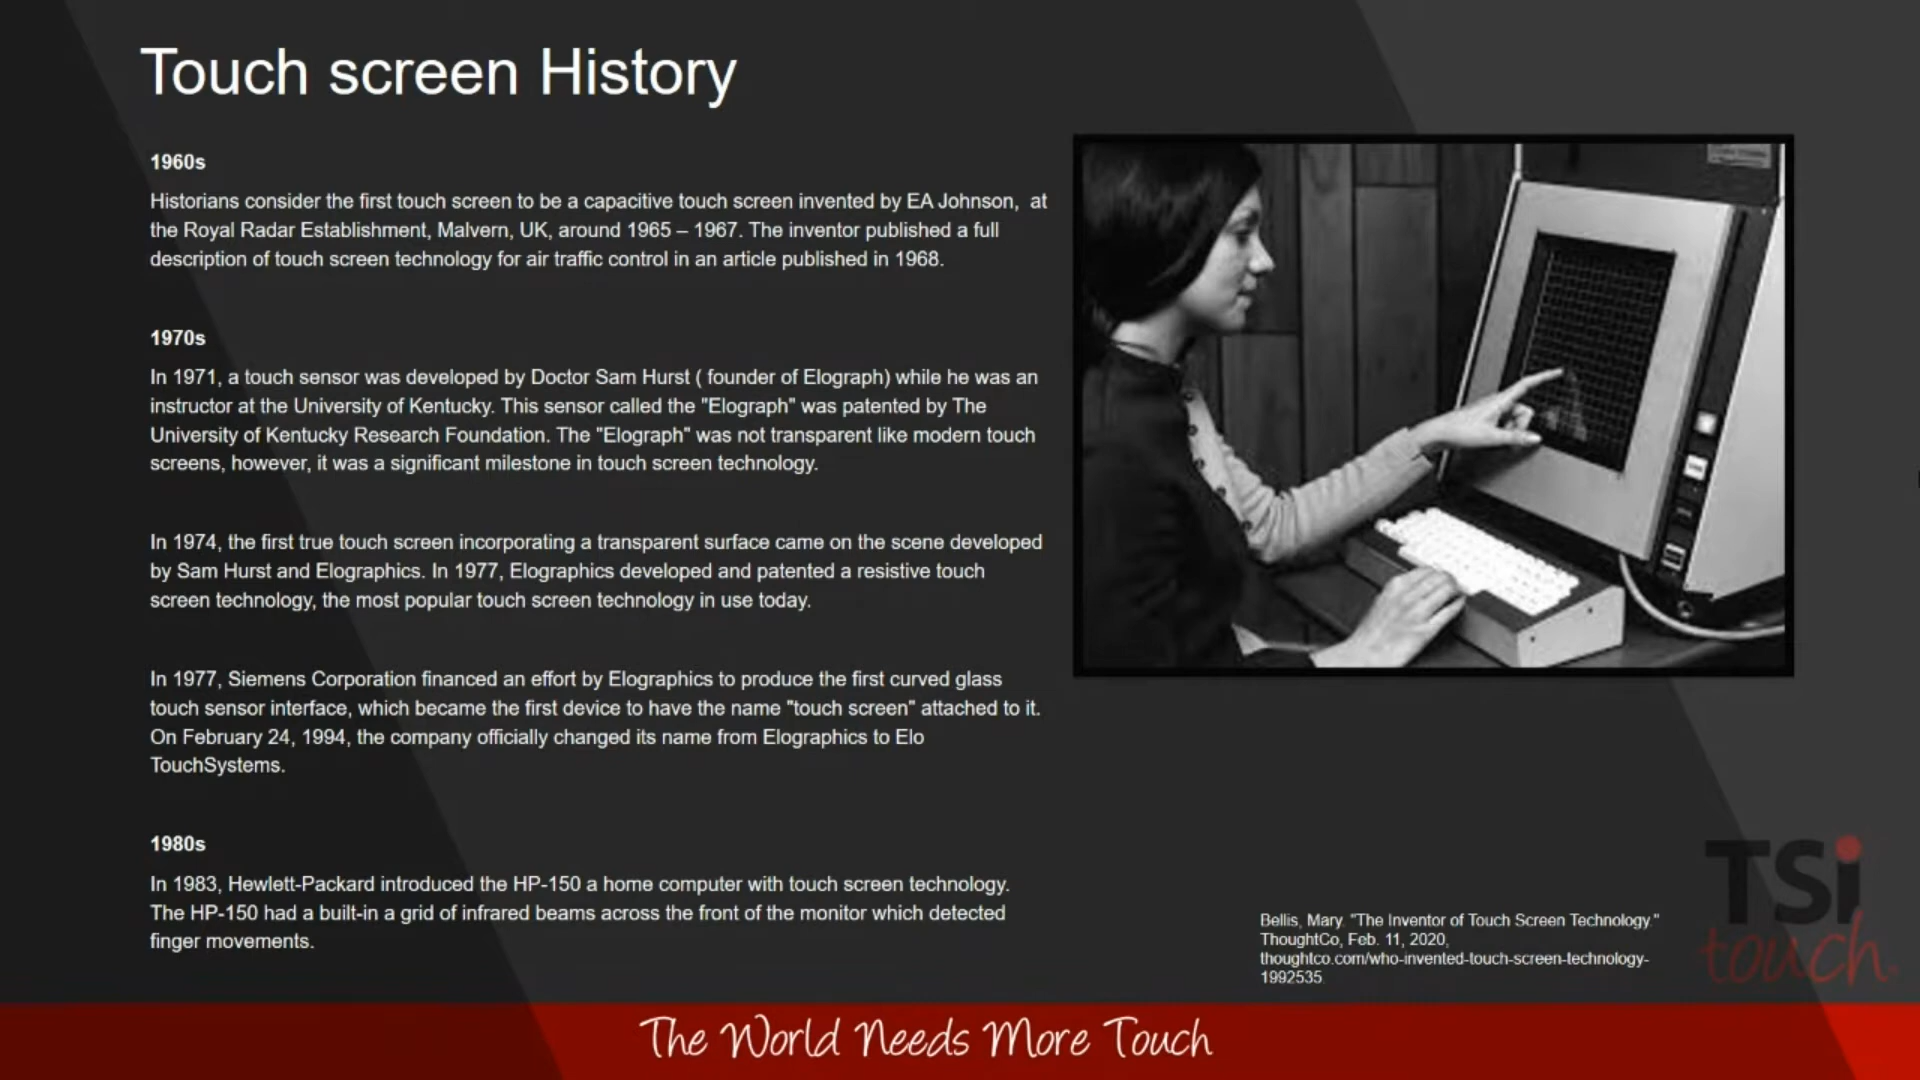 Touch screen History
1960s
Historians consider the first touch screen to be a capacitive touch screen invented by EA Johnson,  at
the Royal Radar Establishment, Malvern, UK, around 1965 – 1967. The inventor published a full
description of touch screen technology for air traffic control in an article published in 1968.
1970s
In 1971, a touch sensor was developed by Doctor Sam Hurst ( founder of Elograph) while he was an
instructor at the University of Kentucky. This sensor called the "Elograph" was patented by The
University of Kentucky Research Foundation. The "Elograph" was not transparent like modern touch
screens, however, it was a significant milestone in touch screen technology.
In 1974, the first true touch screen incorporating a transparent surface came on the scene developed
by Sam Hurst and Elographics. In 1977, Elographics developed and patented a resistive touch
screen technology, the most popular touch screen technology in use today.
In 1977, Siemens Corporation financed an effort by Elographics to produce the first curved glass
touch sensor interface, which became the first device to have the name "touch screen" attached to it.
On February 24, 1994, the company officially changed its name from Elographics to Elo
TouchSystems.
1980s
In 1983, Hewlett-Packard introduced the HP-150 a home computer with touch screen technology.
The HP-150 had a built-in a grid of infrared beams across the front of the monitor which detected
finger movements.
Bellis, Mary. "The Inventor of Touch Screen Technology."
ThoughtCo, Feb. 11, 2020,
thoughtco.com/who-invented-touch-screen-technology-
1992535.
TSi
touch
The World Needs More Touch